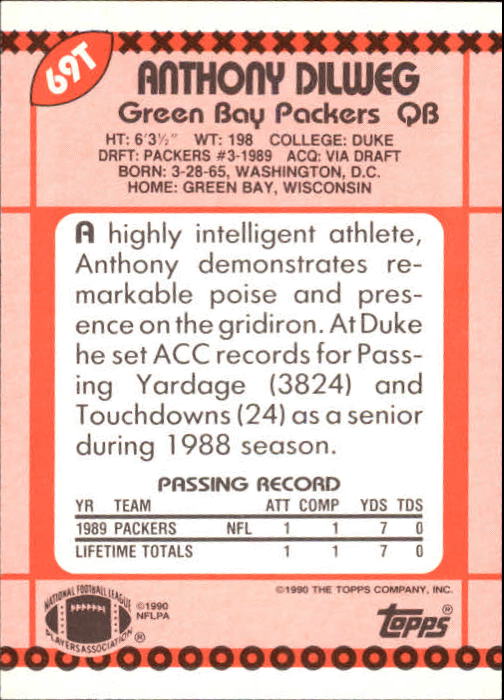 69T
ANTHONY DILWEG
Green Bay Packers QB
HT: 6'3½" WT: 198 COLLEGE: DUKE
DRFT: PACKERS #3-1989 ACQ: VIA DRAFT
BORN: 3-28-65, WASHINGTON, D.C.
HOME: GREEN BAY, WISCONSIN
A highly intelligent athlete,
Anthony demonstrates re-
markable poise and pres-
ence on the gridiron. At Duke
he set ACC records for Pass-
ing Yardage (3824) and
Touchdowns (24) as a senior
during 1988 season.
PASSING RECORD
YR TEAM ATT COMP YDS TDS
1989 PACKERS NFL 1 1 7 0
LIFETIME TOTALS 1 1 7 0
©1990 THE TOPPS COMPANY, INC.
NATIONAL FOOTBALL LEAGUE
PLAYERS ASSOCIATION ®
©1990
NFLPA
TOPPS ®